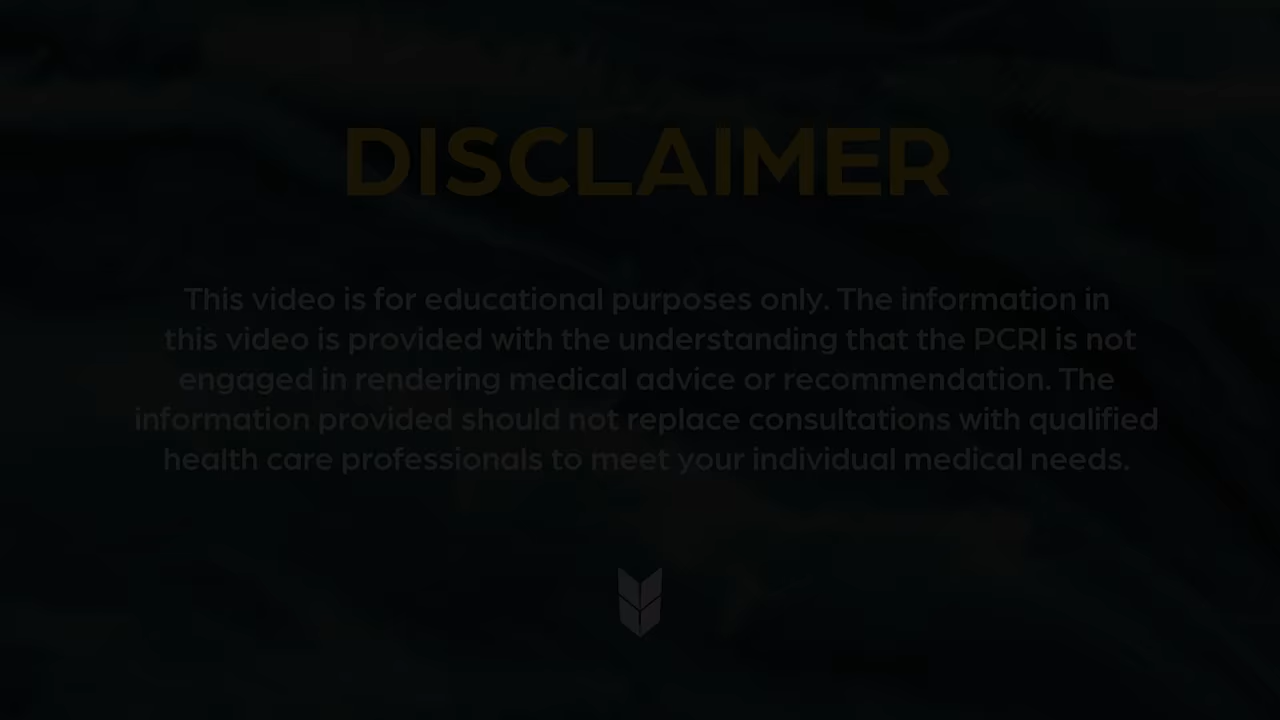 DISCLAIMER
This video is for educational purposes only. The information in
this video is provided with the understanding that the PCRI is not
engaged in rendering medical advice or recommendation. The
information provided should not replace consultations with qualified
health care professionals to meet your individual medical needs.